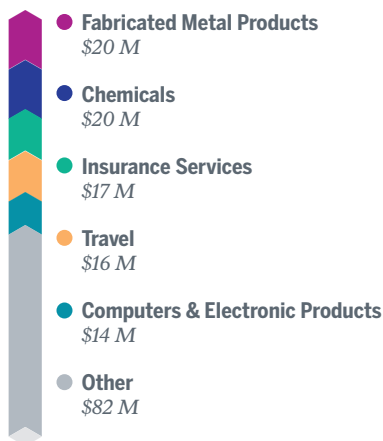 Fabricated Metal Products
$20 M
Chemicals
$20 M
Insurance Services
$17 M
Travel
$16 M
Computers & Electronic Products
$14 M
Other
$82 M